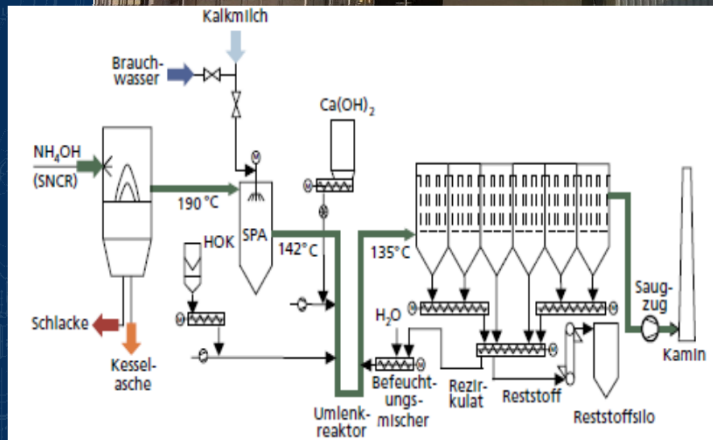 Kalkmilch
Brauch-
wasser
Ca(OH)2
NH4OH
(SNCR)
190 °C
HOK
SPA
142°C
135°C
M
M
M
M
M
M
M
H2O
Saug-
zug
Schlacke
Kessel-
asche
Umlenk-
reaktor
Befeucht-
ungs-
mischer
Rezir-
kulat
Reststoff
Reststoffsilo
Kamin